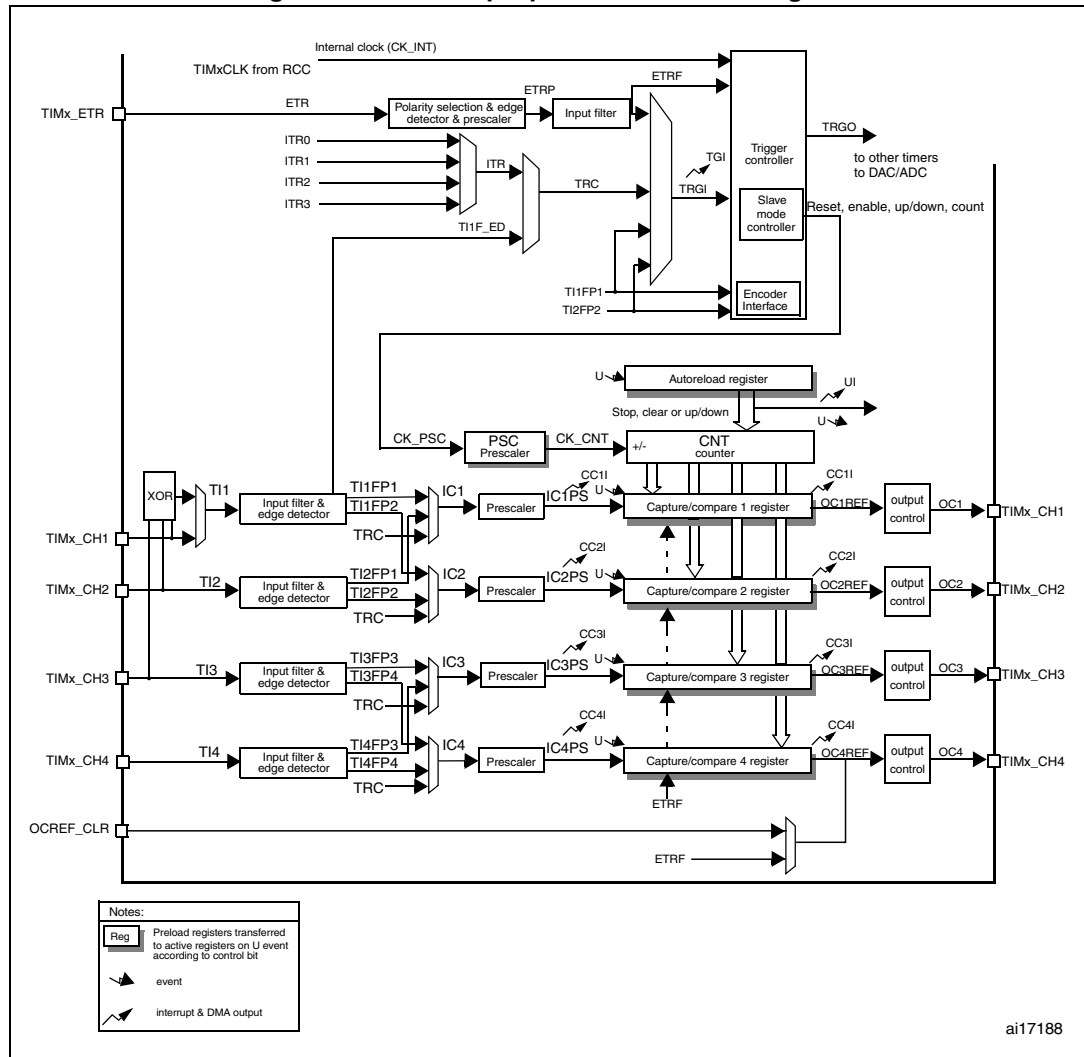 Internal clock (CK_INT)
TIMxCLK from RCC
ETRF
TIMx_ETR
ETR
Polarity selection & edge
detector & prescaler
ETRP
Input filter
Trigger
controller
TRGO
to other timers
to DAC/ADC
ITR0
ITR1
ITR2
ITR3
ITR
TRC
TGI
TRGI
TI1F_ED
Slave
mode
controller
Reset, enable, up/down, count
TI1FP1
TI2FP2
Encoder
Interface
U
Autoreload register
UI
Stop, clear or up/down
U
CK_PSC
PSC
Prescaler
CK_CNT
+/-
CNT
counter
XOR
TI1
TIMx_CH1
Input filter &
edge detector
TI1FP1
TI1FP2
TRC
IC1
Prescaler
CC1I
IC1PS
U
Capture/compare 1 register
CC1I
OC1REF
output
control
OC1
TIMx_CH1
TIMx_CH2
TI2
Input filter &
edge detector
TI2FP1
TI2FP2
TRC
IC2
Prescaler
CC2I
IC2PS
U
Capture/compare 2 register
CC2I
OC2REF
output
control
OC2
TIMx_CH2
TIMx_CH3
TI3
Input filter &
edge detector
TI3FP3
TI3FP4
TRC
IC3
Prescaler
CC3I
IC3PS
U
Capture/compare 3 register
CC3I
OC3REF
output
control
OC3
TIMx_CH3
TIMx_CH4
TI4
Input filter &
edge detector
TI4FP3
TI4FP4
TRC
IC4
Prescaler
CC4I
IC4PS
U
Capture/compare 4 register
CC4I
OC4REF
output
control
OC4
TIMx_CH4
ETRF
OCREF_CLR
ETRF
Notes:
Reg
Preload registers transferred
to active registers on U event
according to control bit
event
interrupt & DMA output
ai17188